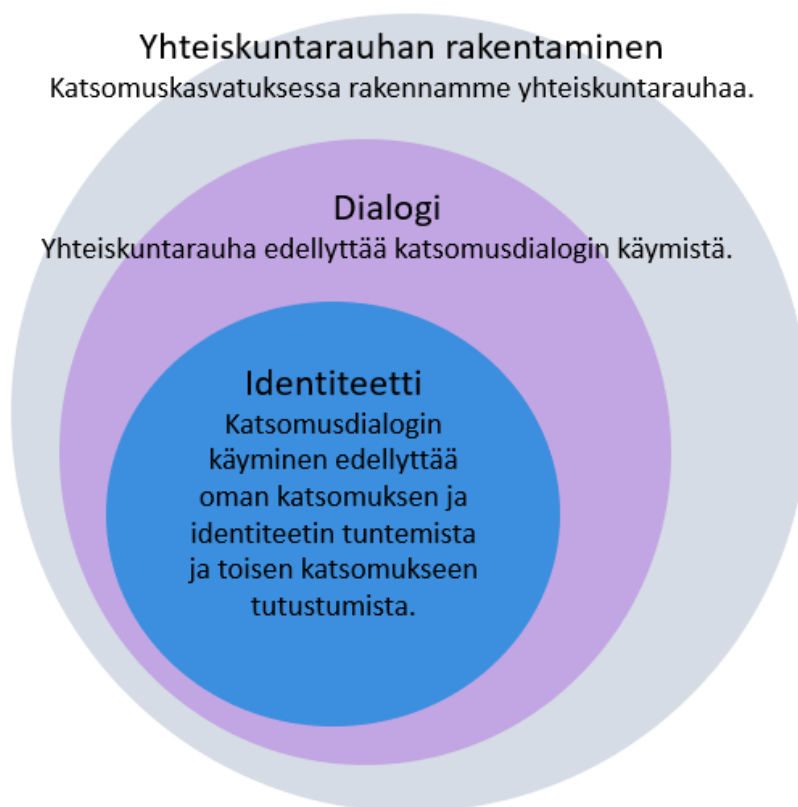 Yhteiskuntarauhan rakentaminen
Katsomuskasvatuksessa rakennamme yhteiskuntarauhaa.
Dialogi
Yhteiskuntarauha edellyttää katsomusdialogin käymistä.
Identiteetti
Katsomusdialogin
käyminen edellyttää
oman katsomuksen ja
identiteetin tuntemista
ja toisen katsomukseen
tutustumista.